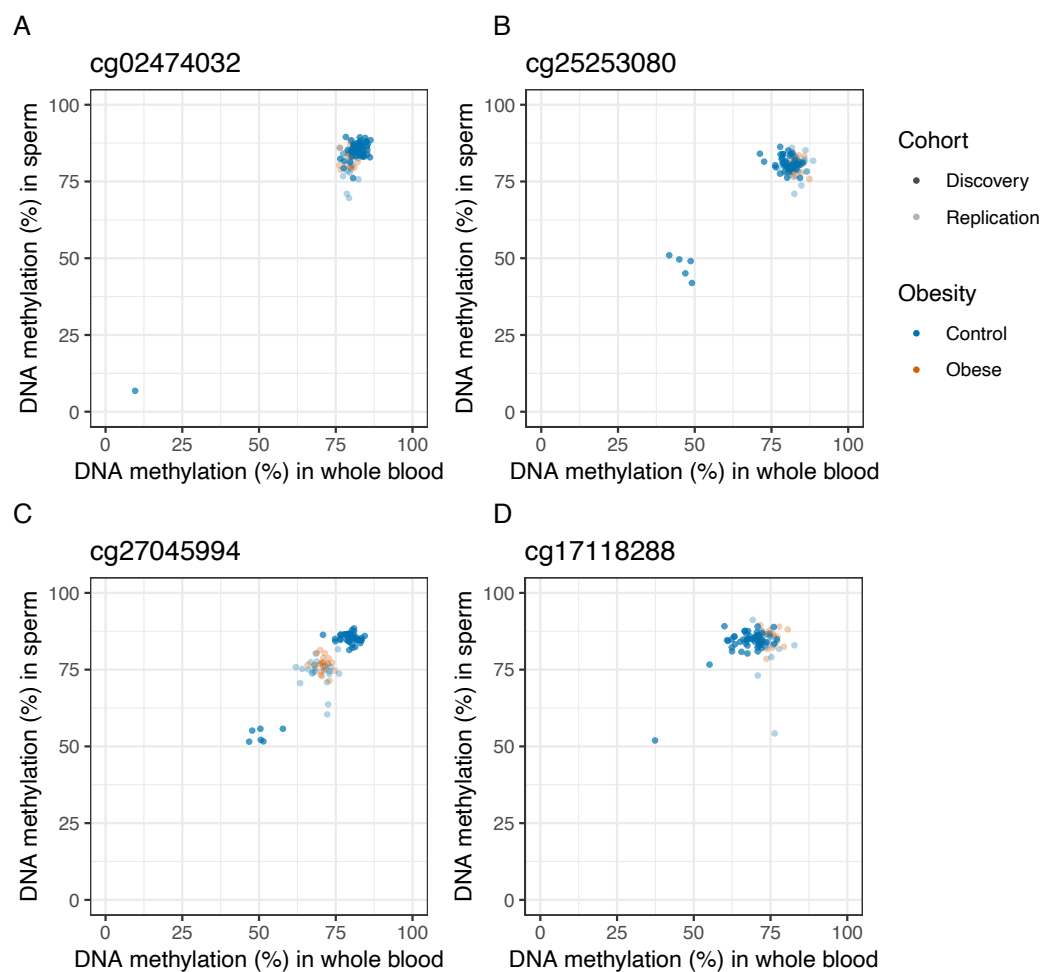 A
cg02474032
DNA methylation (%) in sperm
100
75
50
25
0
0 25 50 75 100
DNA methylation (%) in whole blood
B
cg25253080
DNA methylation (%) in sperm
100
75
50
25
0
0 25 50 75 100
DNA methylation (%) in whole blood
Cohort
Discovery
Replication
Obesity
Control
Obese
C
cg27045994
DNA methylation (%) in sperm
100
75
50
25
0
0 25 50 75 100
DNA methylation (%) in whole blood
D
cg17118288
DNA methylation (%) in sperm
100
75
50
25
0
0 25 50 75 100
DNA methylation (%) in whole blood